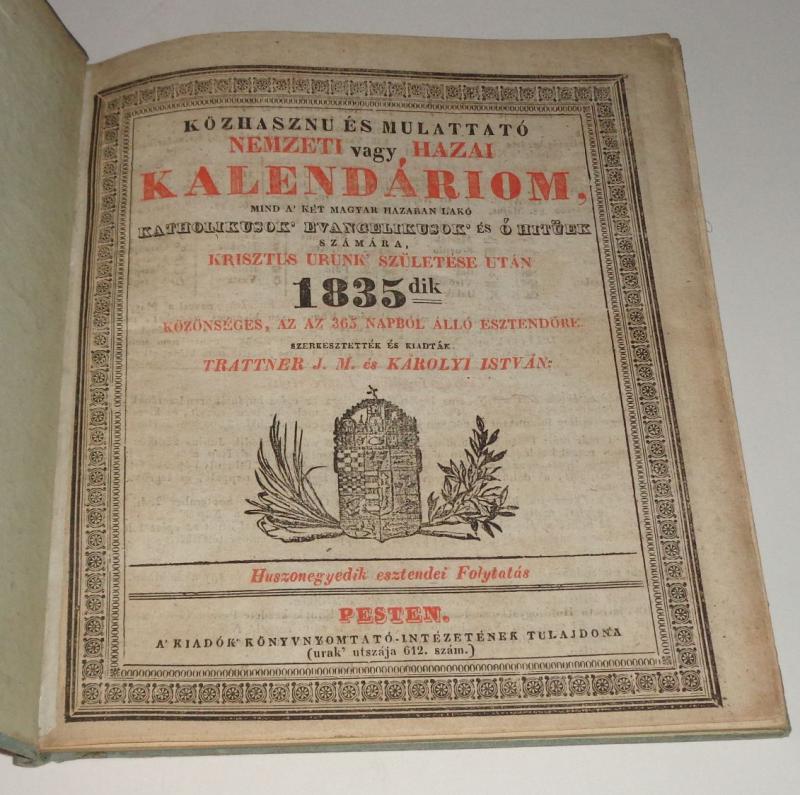 KÖZHASZNU ÉS MULATTATÓ
NEMZETI vagy HAZAI
KALENDÁRIOM,
MIND A' KÉT MAGYAR HAZÁBAN LAKÓ
KATHOLIKUSOK' EVANGELIKUSOK' ÉS Ó HITŰEK
SZÁMÁRA,
KRISZTUS URUNK' SZÜLETÉSE UTÁN
1835dik
KÖZÖNSÉGES, AZ AZ 365 NAPBÓL ÁLLÓ ESZTENDŐRE.
SZERKESZTETTÉK ÉS KIADTÁK.
TRATTNER J. M. és KÁROLYI ISTVÁN:
Huszonegyedik esztendei Folytatás
PESTEN.
A' KIADÓK' KÖNYVNYOMTATÓ-INTÉZETÉNEK TULAJDONA
(urak' utszája 612. szám.)